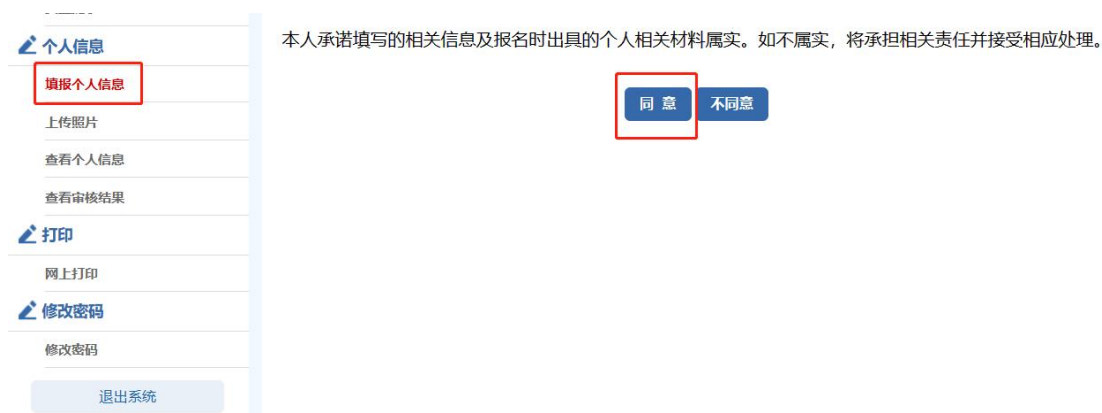 个人信息
填报个人信息
上传照片
查看个人信息
查看审核结果
打印
网上打印
修改密码
修改密码
退出系统
本人承诺填写的相关信息及报名时出具的个人相关材料属实。如不属实，将承担相关责任并接受相应处理。
同 意 不同意